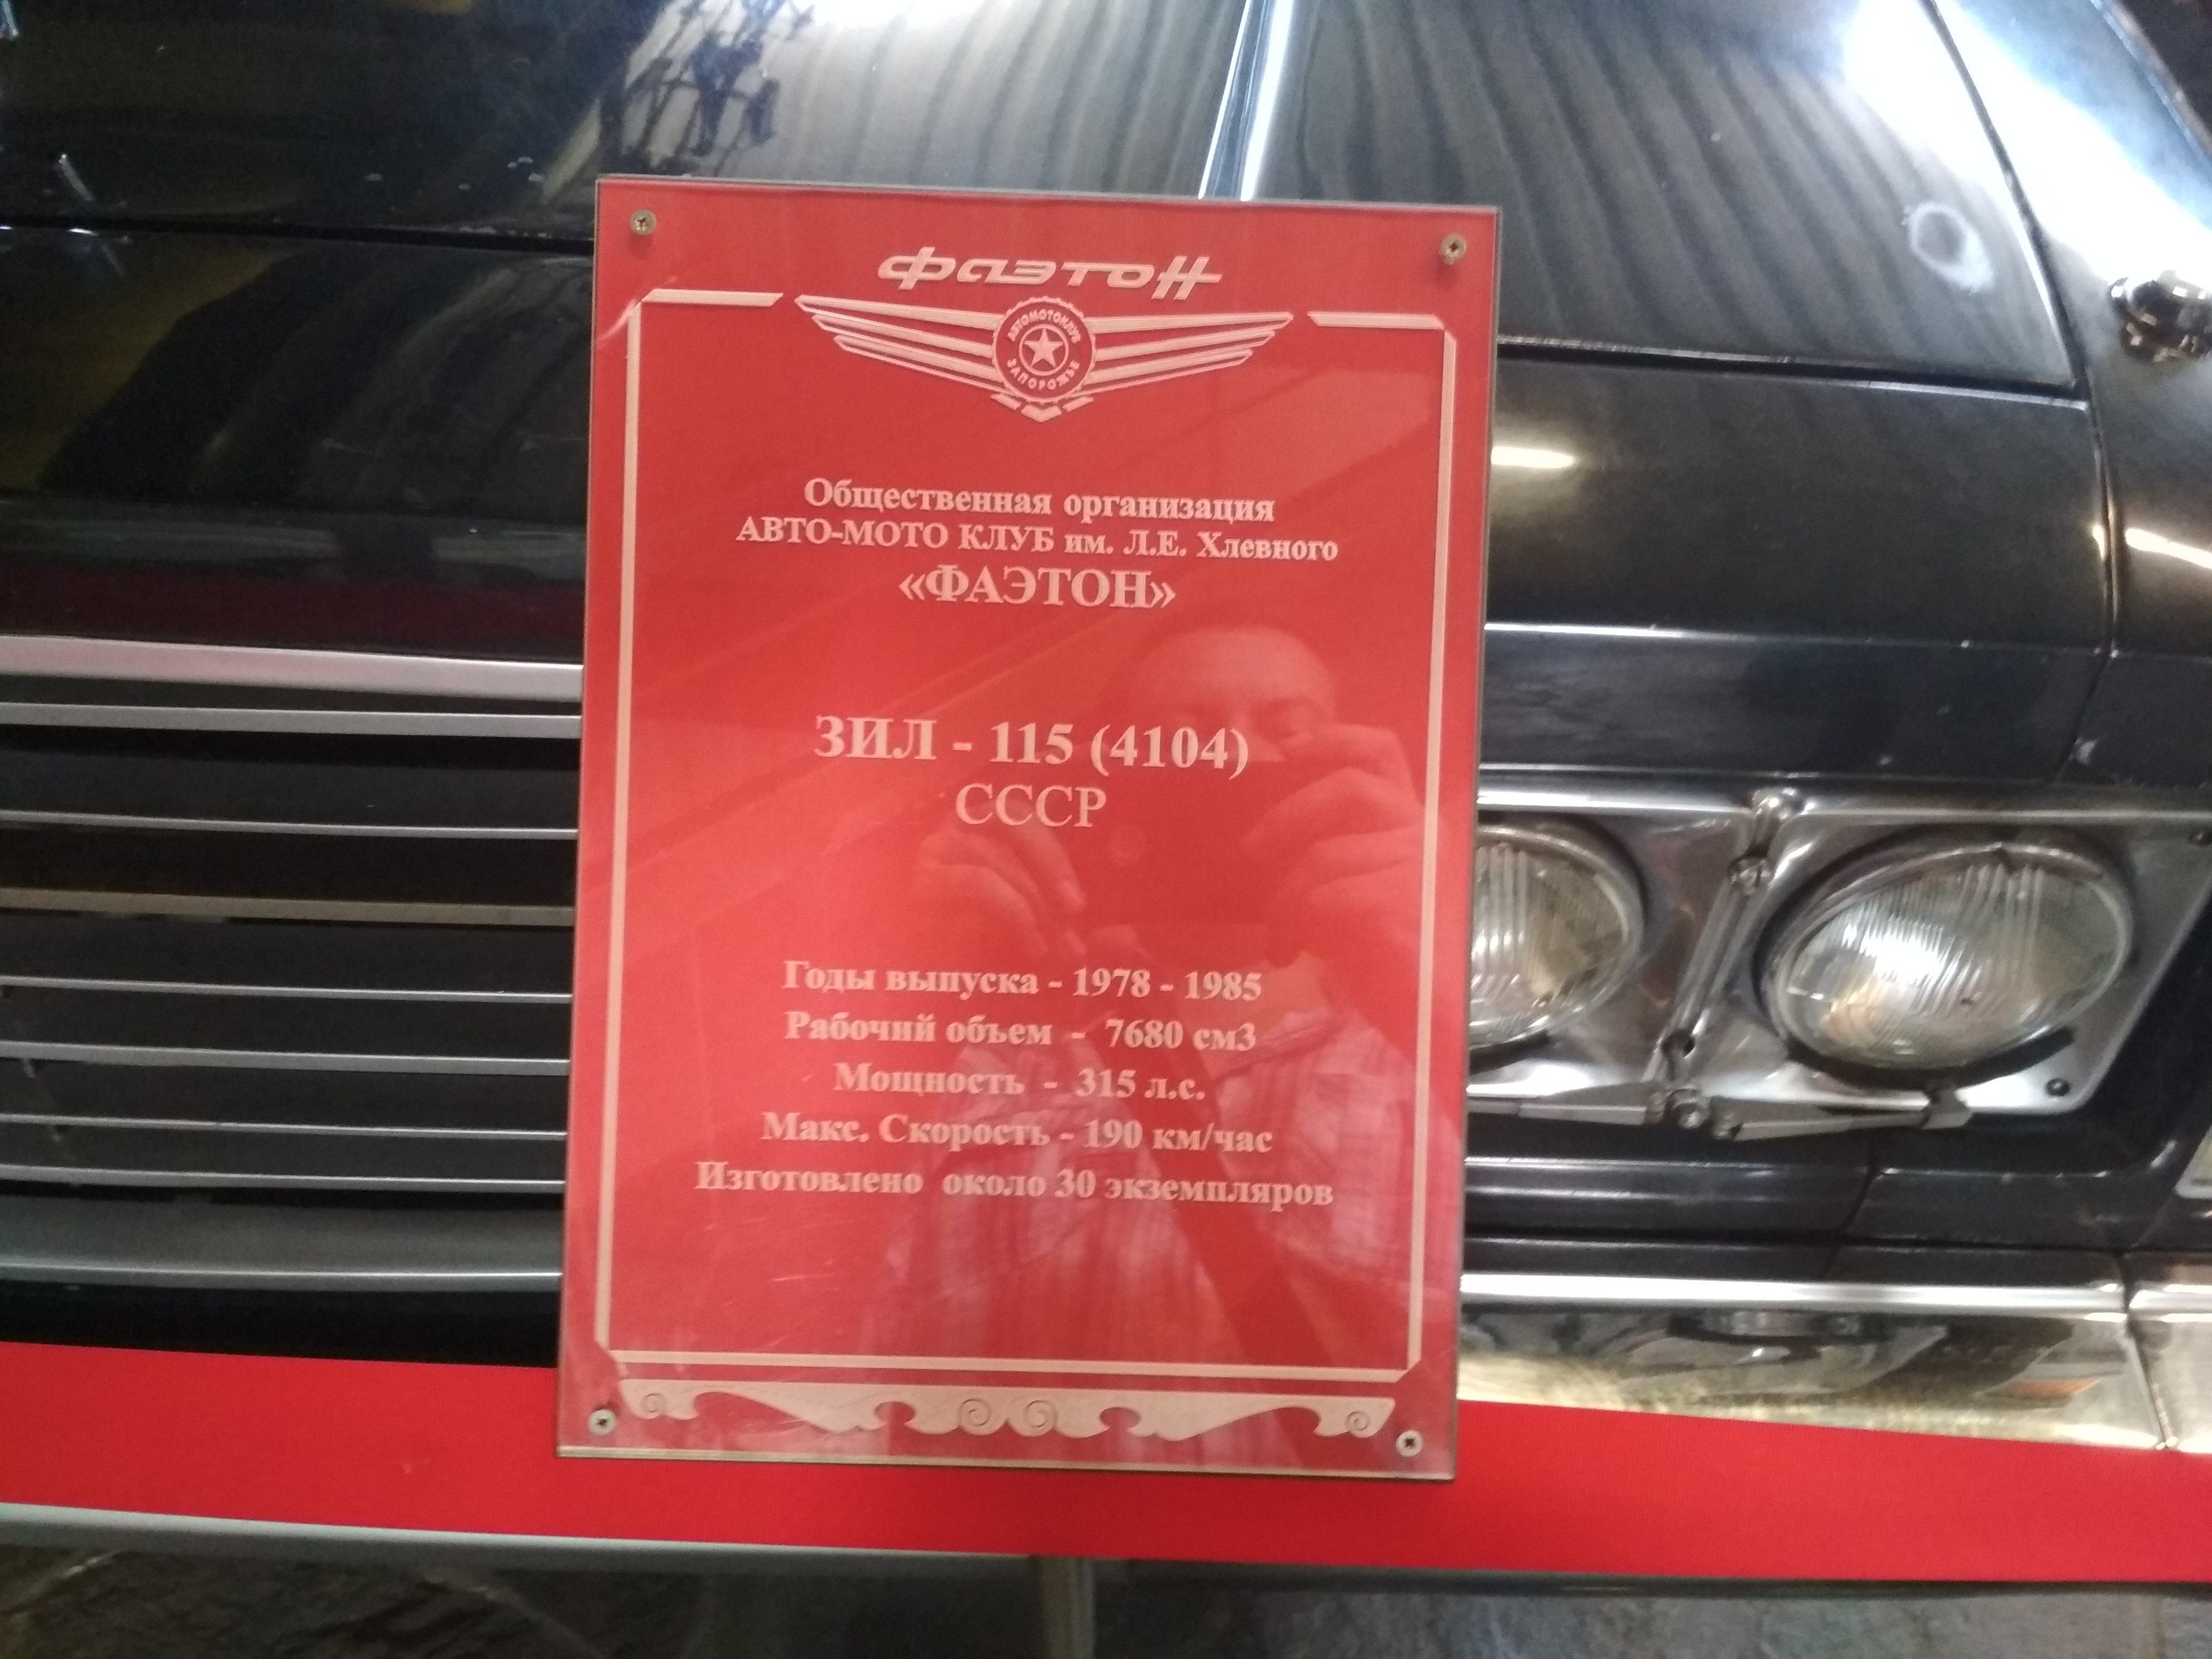 фаэтон
АВТОМОТОКЛУБ
ЗАПОРОЖЬЕ
Общественная организация
АВТО-МОТО КЛУБ им. Л.Е. Хлевного
«ФАЭТОН»
ЗИЛ - 115 (4104)
СССР
Годы выпуска - 1978 - 1985
Рабочий объем - 7680 см3
Мощность - 315 л.с.
Макс. Скорость - 190 км/час
Изготовлено около 30 экземпляров